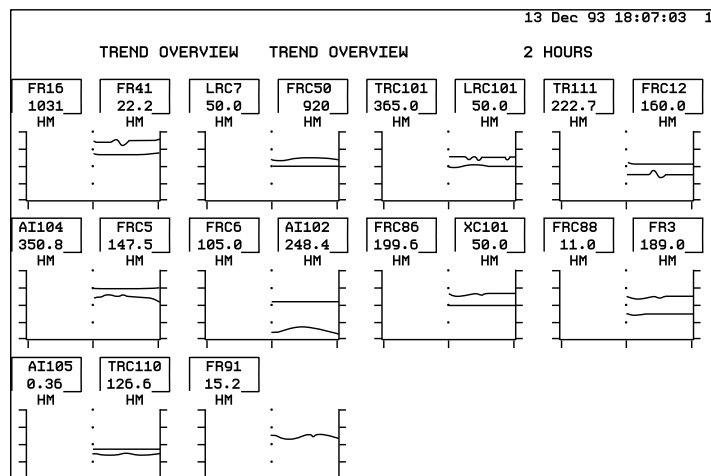 13 Dec 93 18:07:03 1
TREND OVERVIEW TREND OVERVIEW 2 HOURS
FR16 FR41 LRC7 FRC50 TRC101 LRC101 TR111 FRC12
1031 22.2 50.0 920 365.0 50.0 222.7 160.0
HM HM HM HM HM HM HM HM
AI104 FRC5 FRC6 AI102 FRC86 XC101 FRC88 FR3
350.8 147.5 105.0 248.4 199.6 50.0 11.0 189.0
HM HM HM HM HM HM HM HM
AI105 TRC110 FR91
0.36 126.6 15.2
HM HM HM